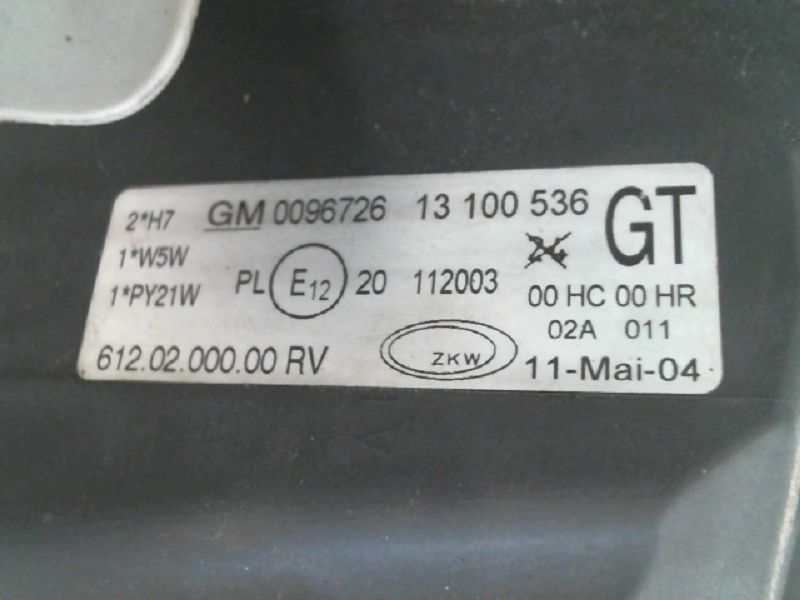 2*H7 GM 0096726 13 100 536 GT
1*W5W
1*PY21W PL E12 20 112003 00 HC 00 HR
02A 011
612.02.000.00 RV ZKW 11-Mai-04